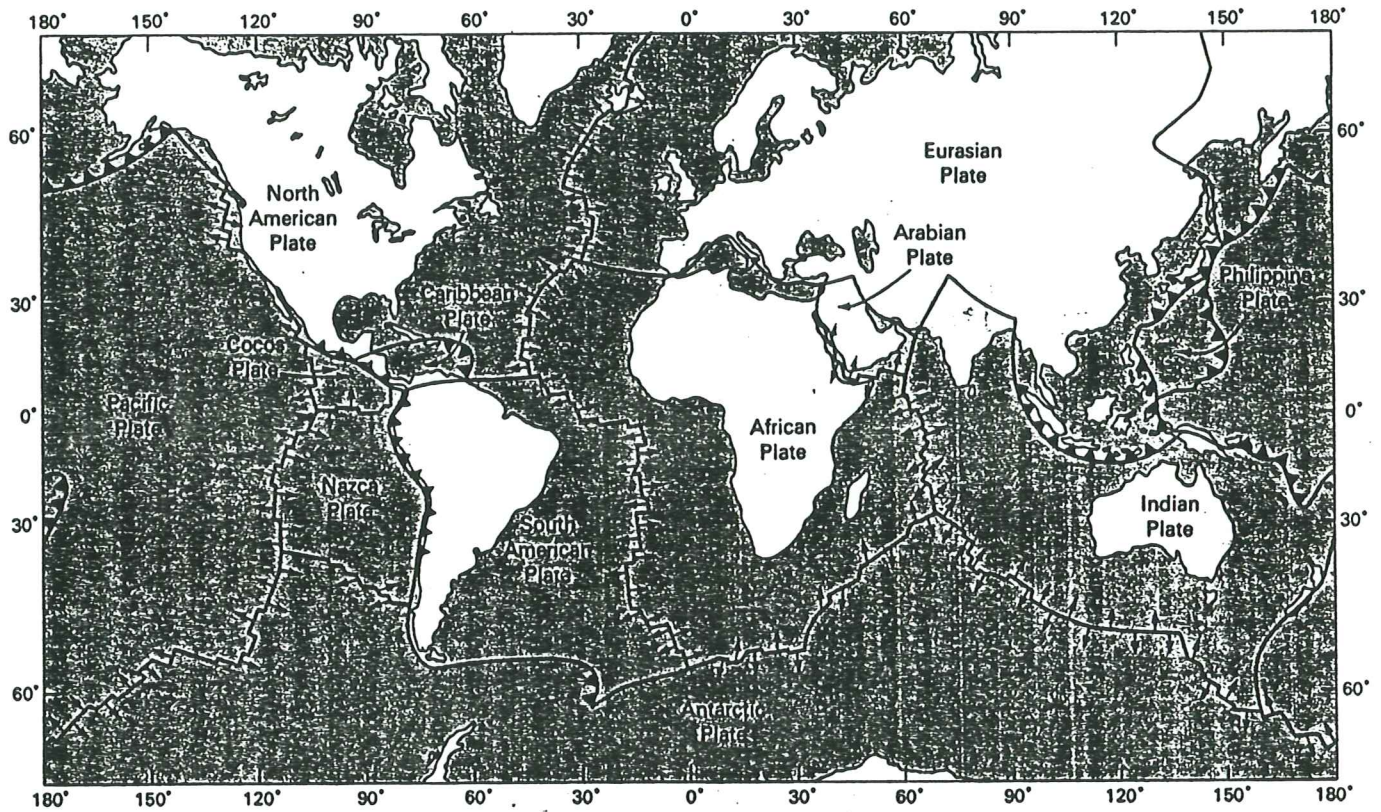 180° 150° 120° 90° 60° 30° 0° 30° 60° 90° 120° 150° 180°
60° 60°
Eurasian
Plate
North
American
Plate
Arabian
Plate
Philippine
Plate
30° 30°
Caribbean
Plate
Cocos
Plate
0° 0°
Pacific
Plate
African
Plate
Nazca
Plate
Indian
Plate
30° 30°
South
American
Plate
60° 60°
Antarctic
Plate
180° 150° 120° 90° 60° 30° 0° 30° 60° 90° 120° 150° 180°